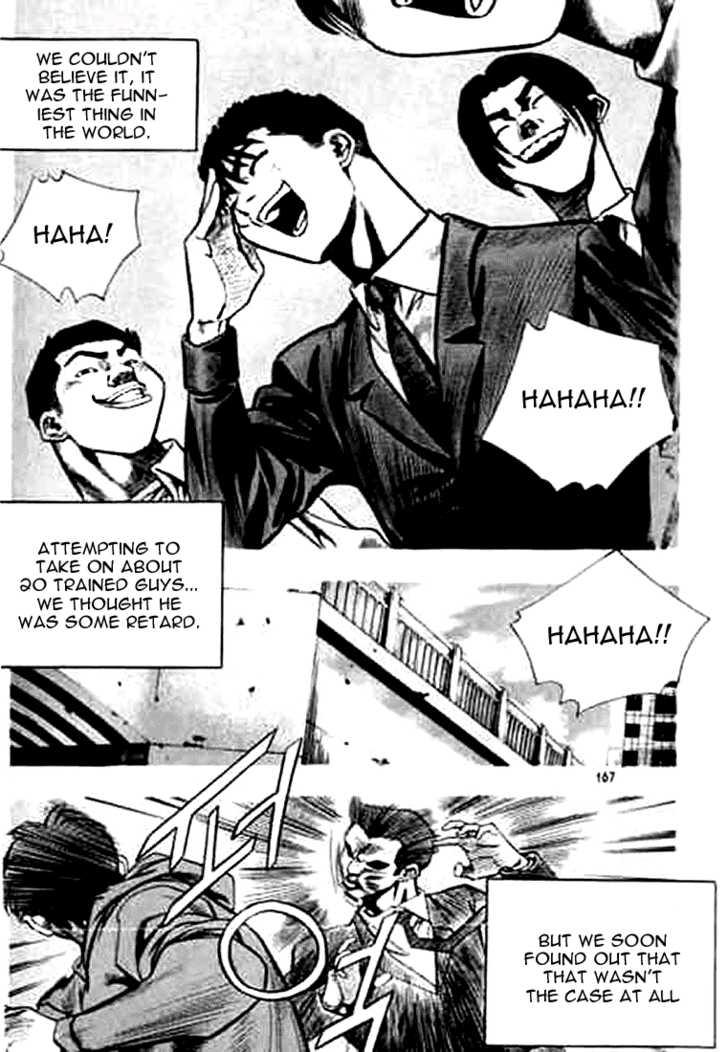 WE COULDN'T
BELIEVE IT, IT
WAS THE FUNN-
IEST THING IN
THE WORLD.
HAHA!
HAHAHA!!
ATTEMPTING TO
TAKE ON ABOUT
20 TRAINED GUYS...
WE THOUGHT HE
WAS SOME RETARD.
HAHAHA!!
167
BUT WE SOON
FOUND OUT THAT
THAT WASN'T
THE CASE AT ALL